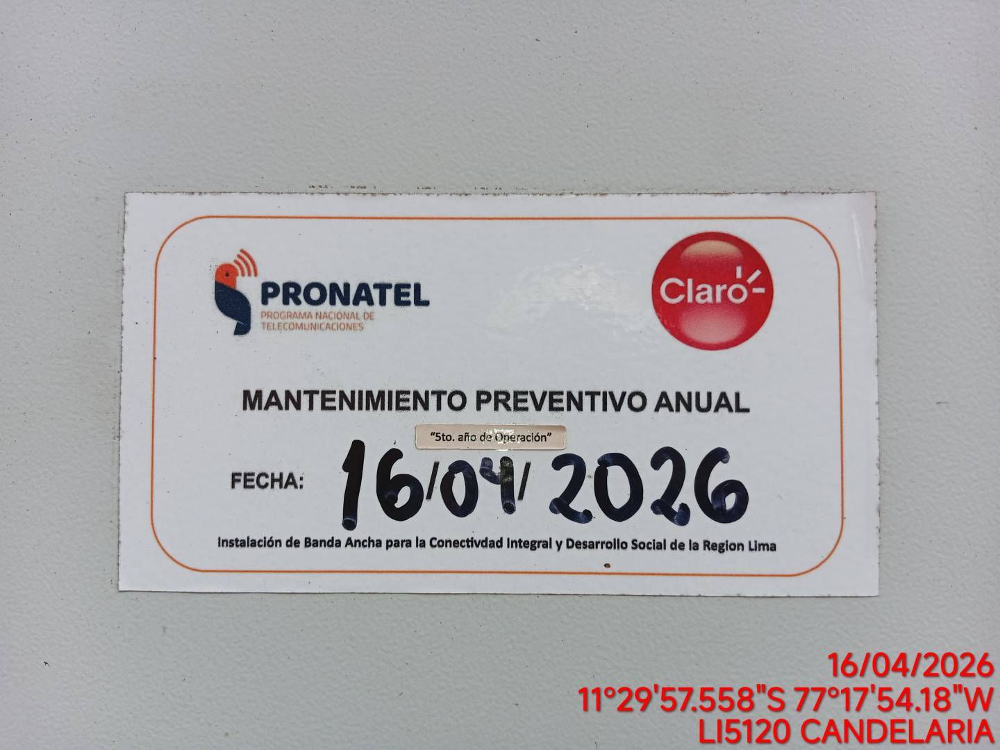 PRONATEL
PROGRAMA NACIONAL DE
TELECOMUNICACIONES
Claro
MANTENIMIENTO PREVENTIVO ANUAL
"5to. año de Operación"
FECHA: 16/04/2026
Instalación de Banda Ancha para la Conectivdad Integral y Desarrollo Social de la Region Lima
16/04/2026
11°29'57.558"S 77°17'54.18"W
LI5120 CANDELARIA